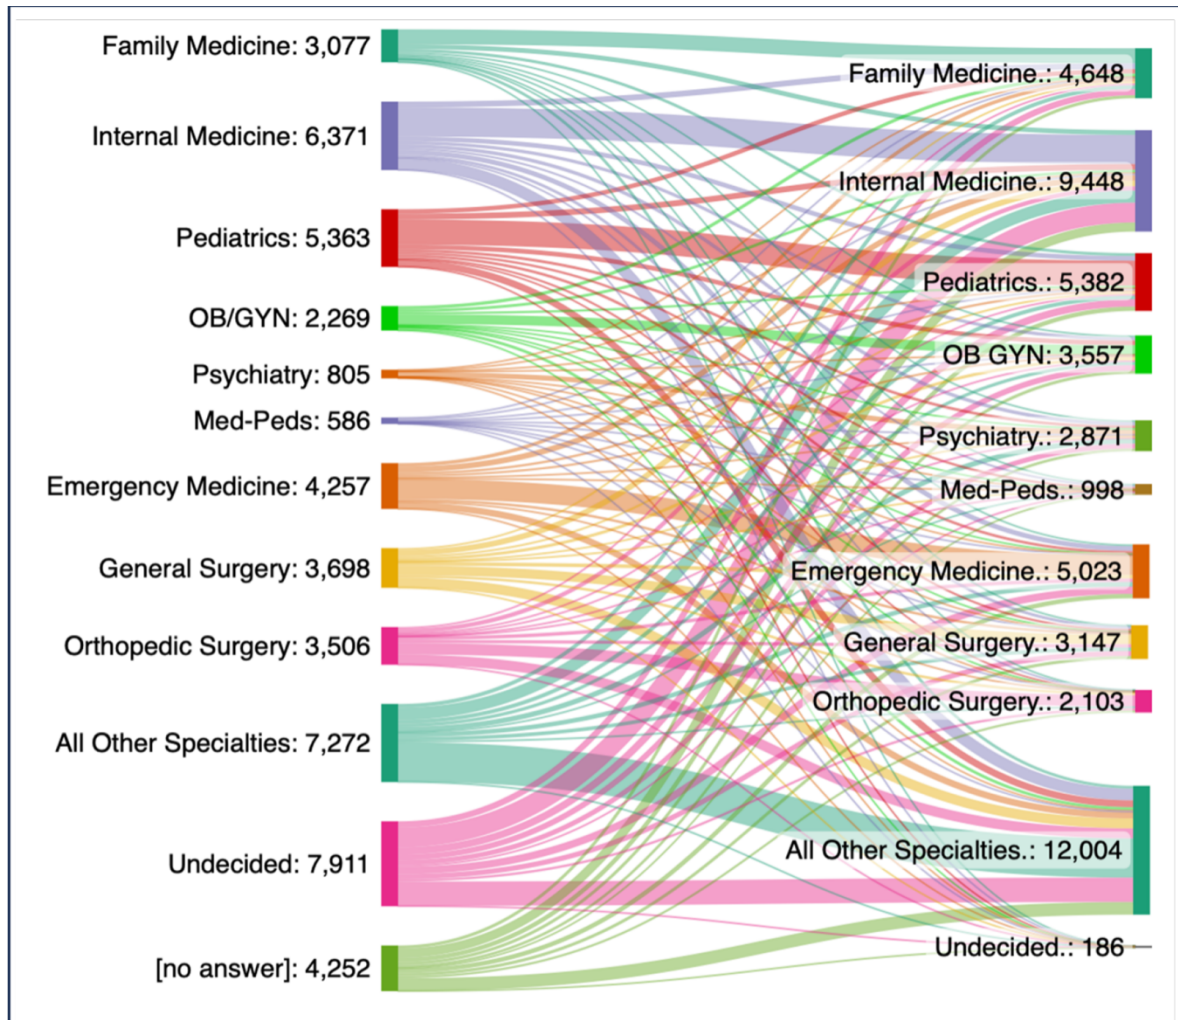 Family Medicine: 3,077
Internal Medicine: 6,371
Pediatrics: 5,363
OB/GYN: 2,269
Psychiatry: 805
Med-Peds: 586
Emergency Medicine: 4,257
General Surgery: 3,698
Orthopedic Surgery: 3,506
All Other Specialties: 7,272
Undecided: 7,911
[no answer]: 4,252
Family Medicine.: 4,648
Internal Medicine.: 9,448
Pediatrics.: 5,382
OB GYN: 3,557
Psychiatry.: 2,871
Med-Peds.: 998
Emergency Medicine.: 5,023
General Surgery.: 3,147
Orthopedic Surgery.: 2,103
All Other Specialties.: 12,004
Undecided.: 186